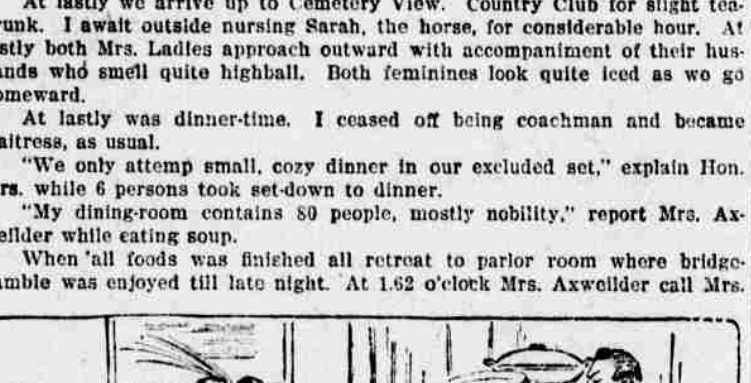 At lastly we arrive up to Cemetery View. Country Club for slight tea-
runk. I await outside nursing Sarah, the horse, for considerable hour. At
stly both Mrs. Ladies approach outward with accompaniment of their hus-
ands who smell quite highball. Both feminines look quite iced as we go
omeward.
At lastly was dinner-time. I ceased off being coachman and became
aitress, as usual.
"We only attemp small, cozy dinner in our excluded set," explain Hon.
rs. while 6 persons took set-down to dinner.
"My dining-room contains 80 people, mostly nobility," report Mrs. Ax-
eilder while eating soup.
When all foods was finished all retreat to parlor room where bridge-
amble was enjoyed till late night. At 1.62 o'clock Mrs. Axweilder call Mrs.